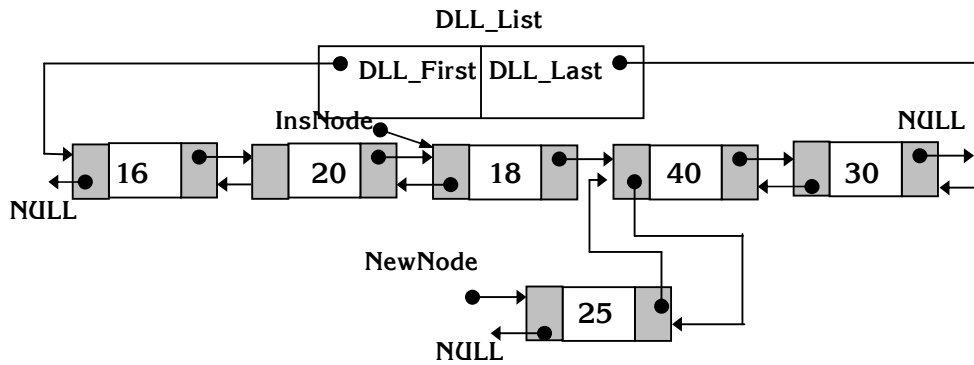 DLL_List
DLL_First DLL_Last
InsNode
NULL
16 20 18 40 30
NULL
NewNode
25
NULL